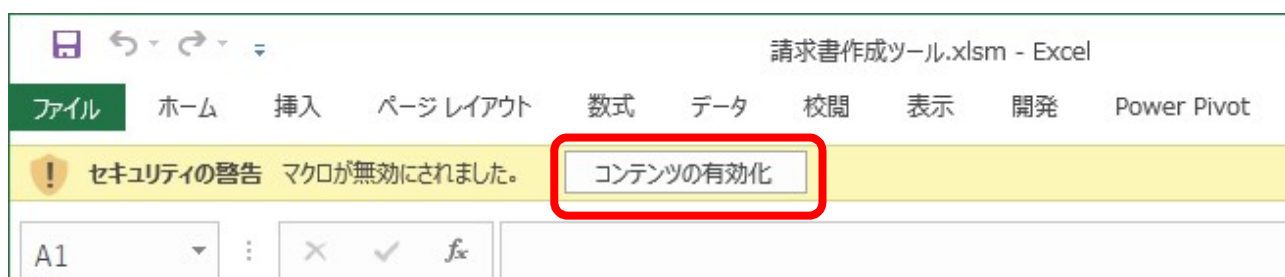 請求書作成ツール.xlsm - Excel
ファイル ホーム 挿入 ページ レイアウト 数式 データ 校閲 表示 開発 Power Pivot
セキュリティの警告 マクロが無効にされました。 コンテンツの有効化
A1 fx